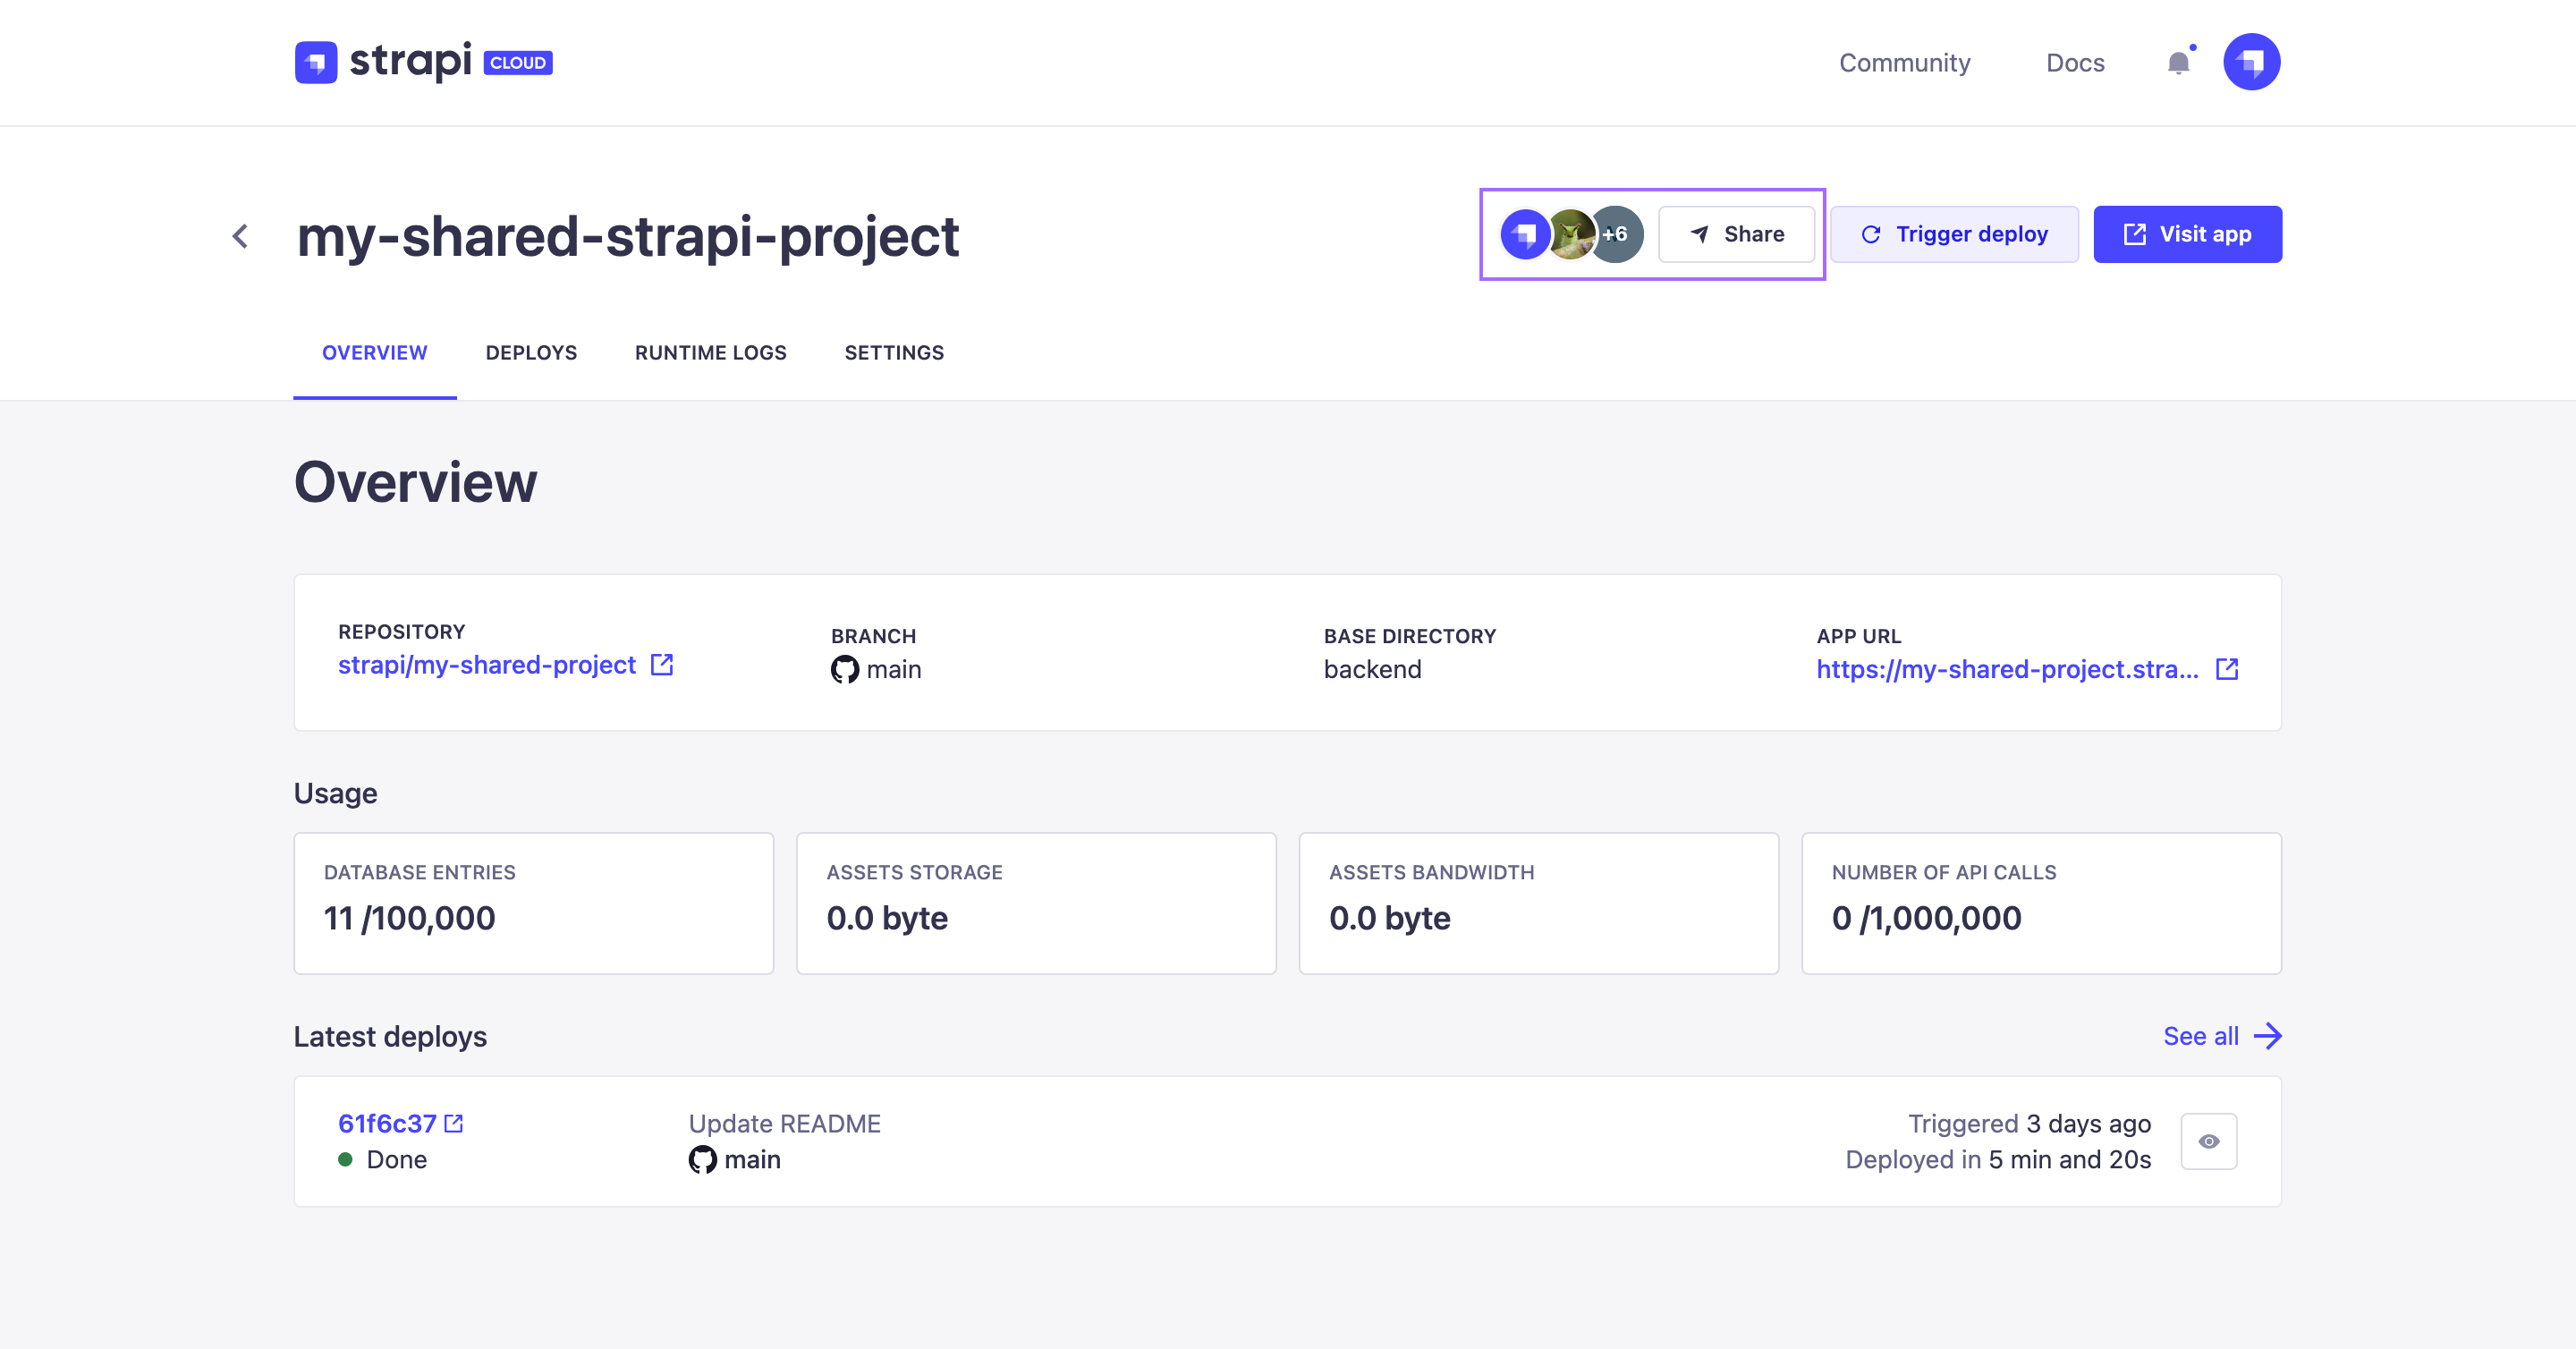 strapi CLOUD
Community Docs
my-shared-strapi-project
+6 Share Trigger deploy Visit app
OVERVIEW DEPLOYS RUNTIME LOGS SETTINGS
Overview
REPOSITORY BRANCH BASE DIRECTORY APP URL
strapi/my-shared-project main backend https://my-shared-project.stra...
Usage
DATABASE ENTRIES ASSETS STORAGE ASSETS BANDWIDTH NUMBER OF API CALLS
11 /100,000 0.0 byte 0.0 byte 0 /1,000,000
Latest deploys See all
61f6c37 Update README Triggered 3 days ago
Done main Deployed in 5 min and 20s